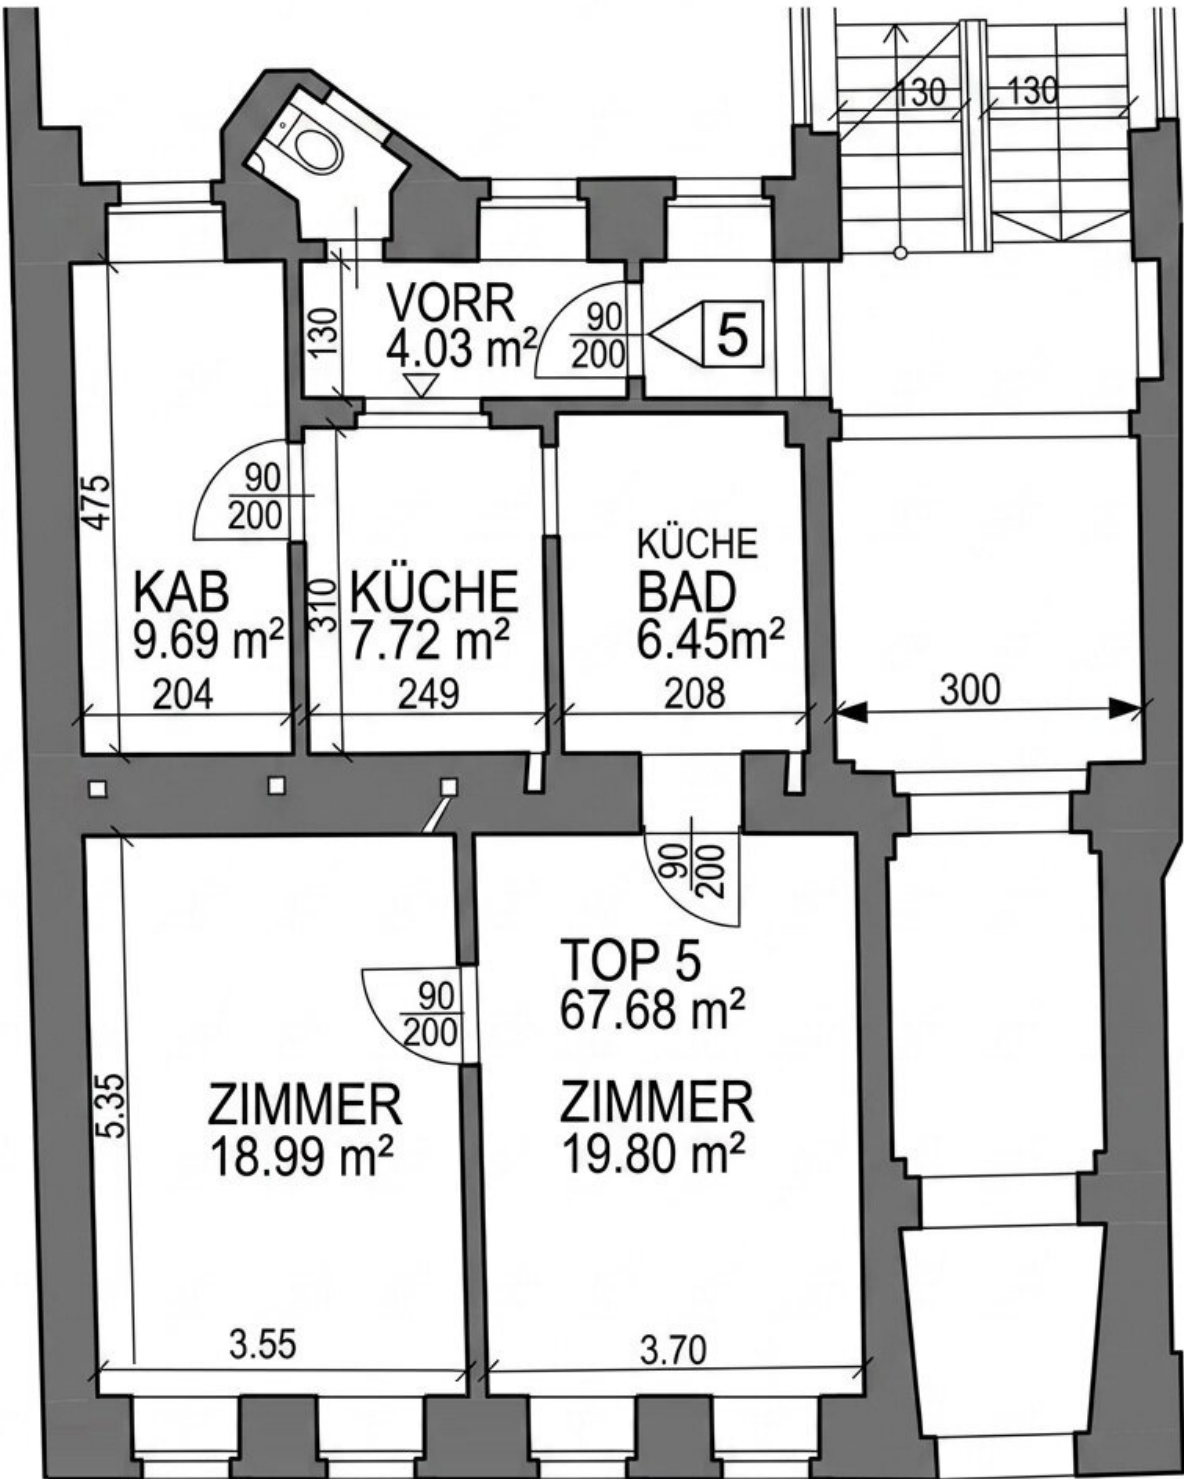 130
130
VORR
4.03 m²
130
90
200
5
475
90
200
KAB
9.69 m²
204
310
KÜCHE
7.72 m²
249
KÜCHE
BAD
6.45m²
208
300
90
200
TOP 5
67.68 m²
90
200
5.35
ZIMMER
18.99 m²
ZIMMER
19.80 m²
3.55
3.70